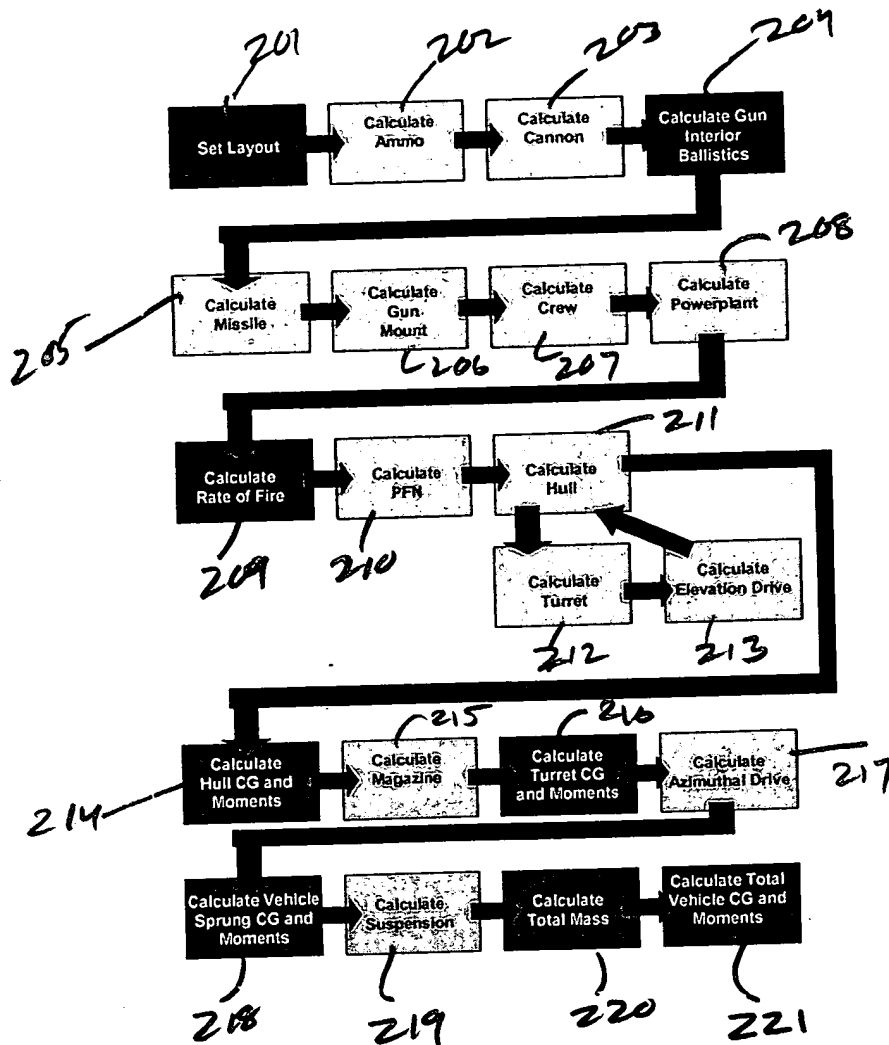 201
202
203
204
Set Layout
Calculate
Ammo
Calculate
Cannon
Calculate Gun
Interior
Ballistics
205
208
Calculate
Missile
Calculate
Gun
Mount
Calculate
Crew
Calculate
Powerplant
206
207
211
Calculate
Rate of Fire
Calculate
PFN
Calculate
Hull
209
210
Calculate
Turret
Calculate
Elevation Drive
212
213
215
216
Calculate
Hull CG and
Moments
Calculate
Magazine
Calculate
Turret CG
and Moments
Calculate
Azimuthal Drive
214
217
Calculate Vehicle
Sprung CG and
Moments
Calculate
Suspension
Calculate
Total Mass
Calculate Total
Vehicle CG and
Moments
218
219
220
221